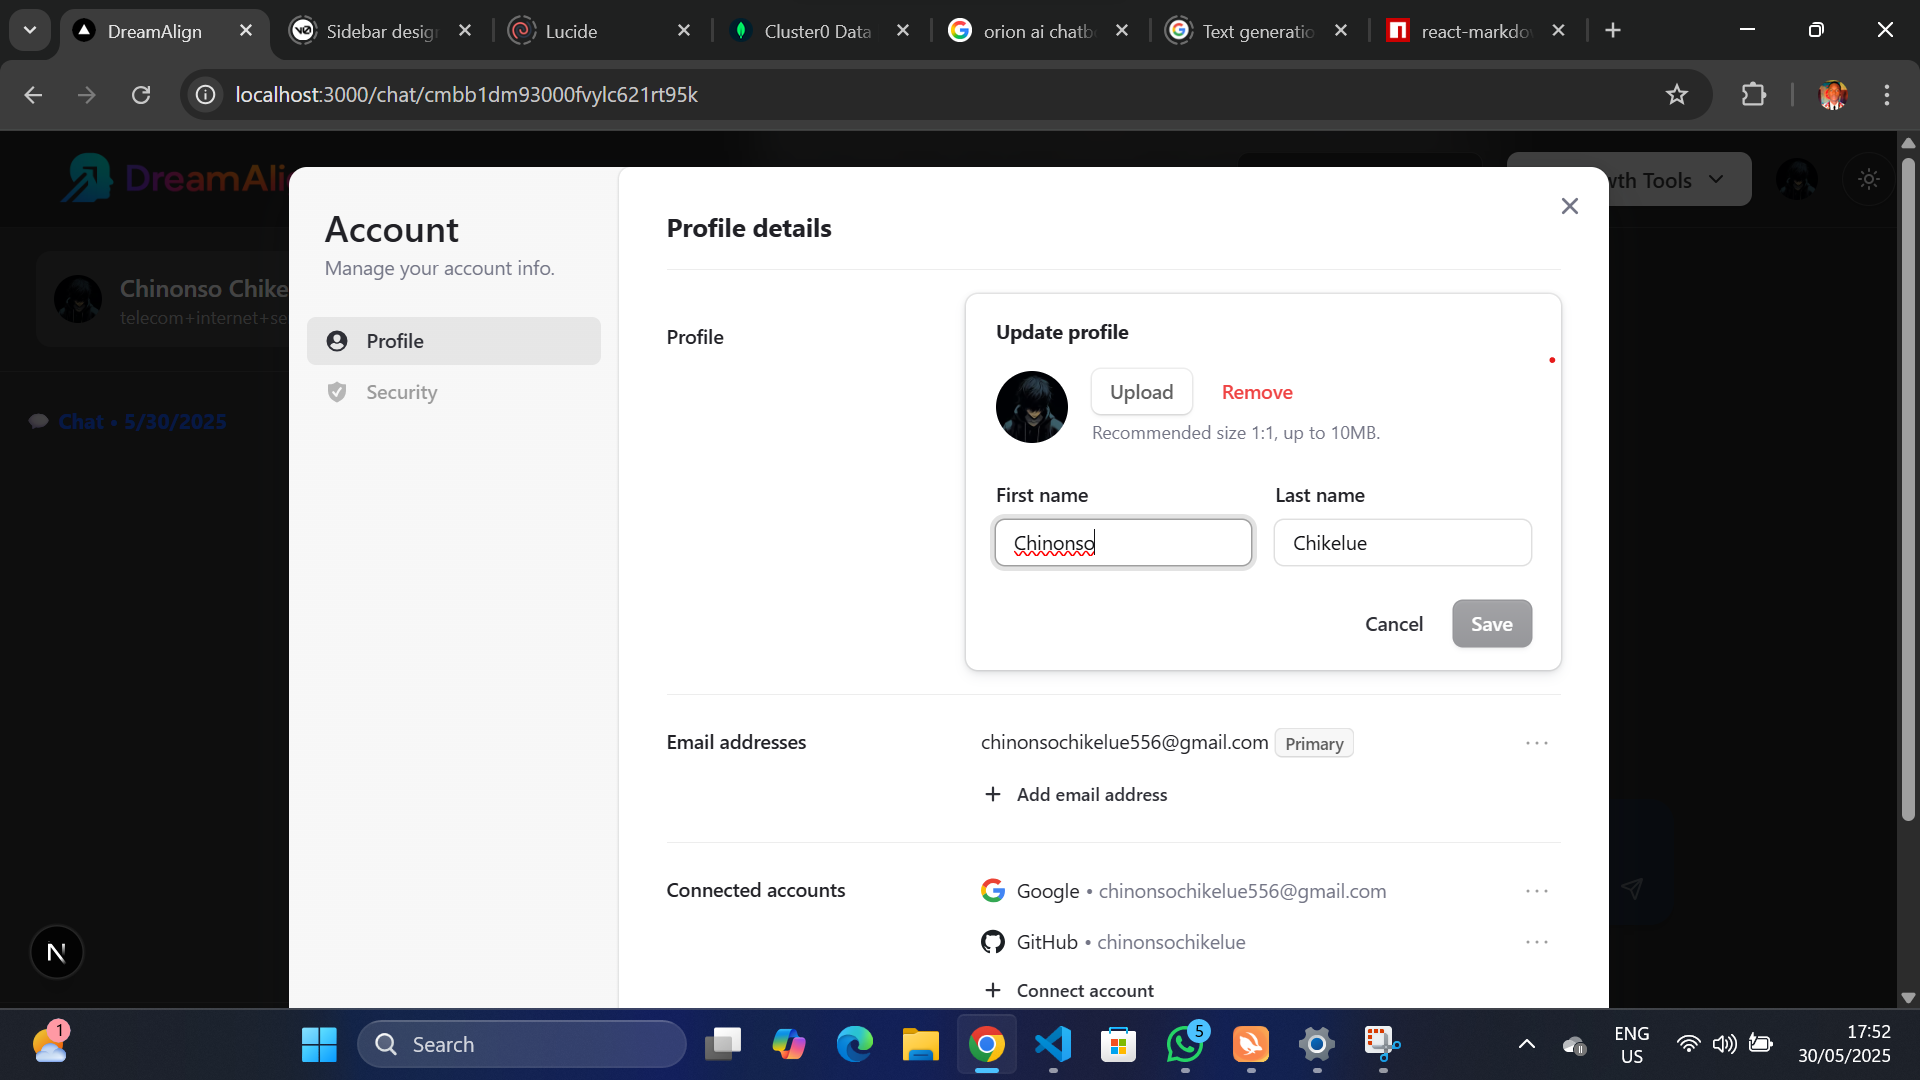 DreamAlign
Sidebar desig
Lucide
Cluster0 Data
orion ai chatb
Text generatio
react-markdo
localhost:3000/chat/cmbb1dm93000fvylc621rt95k
DreamAli
wth Tools
Chinonso Chike
telecom+internet+se
Chat • 5/30/2025
Account
Manage your account info.
Profile
Security
Profile details
Profile
Update profile
Upload
Remove
Recommended size 1:1, up to 10MB.
First name
Last name
Chinonso
Chikelue
Cancel
Save
Email addresses
chinonsochikelue556@gmail.com
Primary
Add email address
Connected accounts
Google • chinonsochikelue556@gmail.com
GitHub • chinonsochikelue
Connect account
N
1
Search
5
ENG
US
17:52
30/05/2025